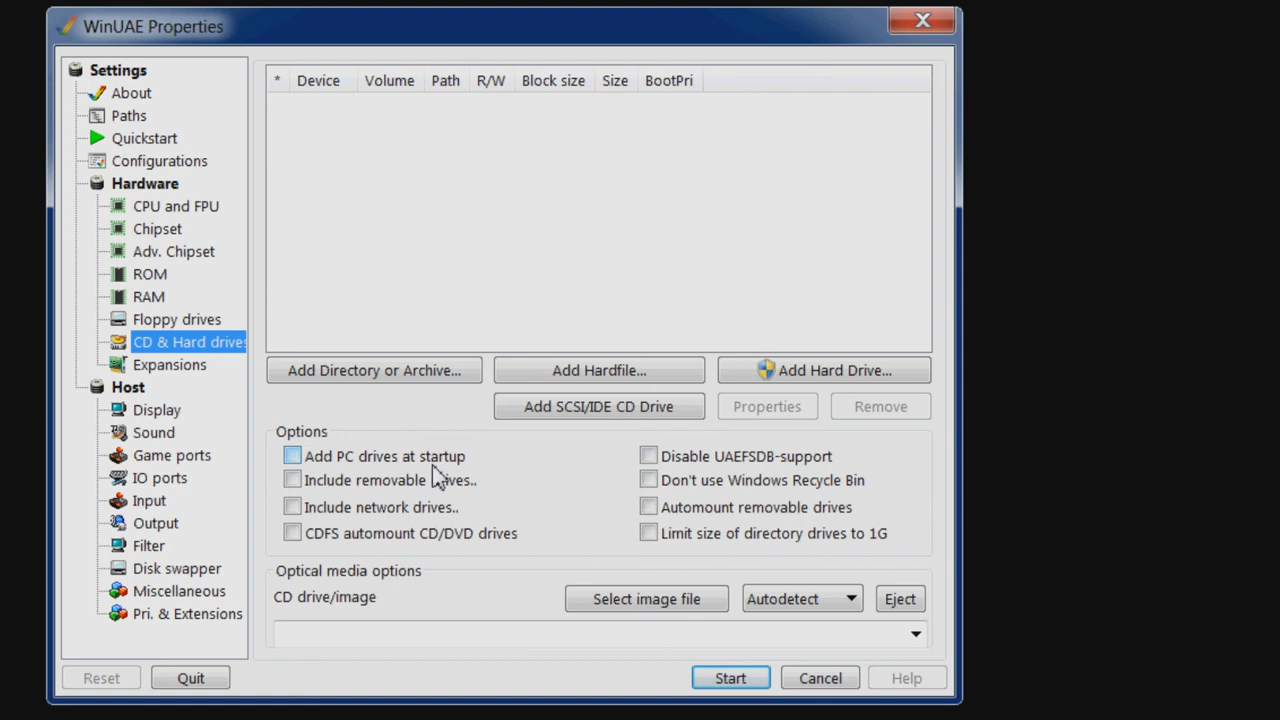 WinUAE Properties
Settings
About
Paths
Quickstart
Configurations
Hardware
CPU and FPU
Chipset
Adv. Chipset
ROM
RAM
Floppy drives
CD & Hard drives
Expansions
Host
Display
Sound
Game ports
IO ports
Input
Output
Filter
Disk swapper
Miscellaneous
Pri. & Extensions
* Device Volume Path R/W Block size Size BootPri
Add Directory or Archive... Add Hardfile... Add Hard Drive...
Add SCSI/IDE CD Drive Properties Remove
Options
Add PC drives at startup Disable UAEFSDB-support
Include removable drives.. Don't use Windows Recycle Bin
Include network drives.. Automount removable drives
CDFS automount CD/DVD drives Limit size of directory drives to 1G
Optical media options
CD drive/image Select image file Autodetect Eject
Reset Quit Start Cancel Help